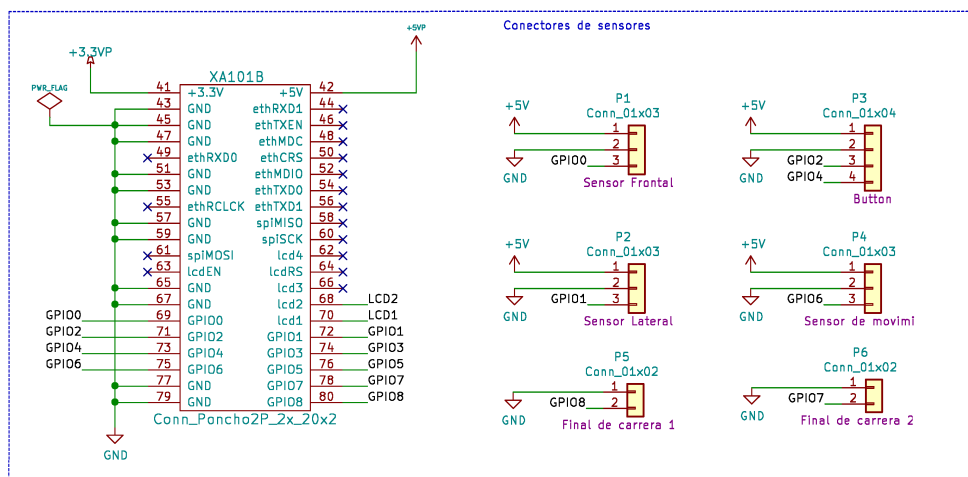 Conectores de sensores
+3.3VP
+5VP
PWR_FLAG
XA101B
41 +3.3V +5V 42
43 GND ethRXD1 44
45 GND ethTXEN 46
47 GND ethMDC 48
49 ethRXD0 ethCRS 50
51 GND ethMDIO 52
53 GND ethTXD0 54
55 ethRCLCK ethTXD1 56
57 GND spiMISO 58
59 GND spiSCK 60
61 spiMOSI lcd4 62
63 lcdEN lcdRS 64
65 GND lcd3 66
67 GND lcd2 68 LCD2
GPIO0 69 GPIO0 lcd1 70 LCD1
GPIO2 71 GPIO2 GPIO1 72 GPIO1
GPIO4 73 GPIO4 GPIO3 74 GPIO3
GPIO6 75 GPIO6 GPIO5 76 GPIO5
77 GND GPIO7 78 GPIO7
79 GND GPIO8 80 GPIO8
Conn_Poncho2P_2x_20x2
GND
P1
Conn_01x03
+5V
1
2
GPIO0 3
GND
Sensor Frontal
P3
Conn_01x04
+5V
1
2
GPIO2 3
GPIO4 4
GND
Button
P2
Conn_01x03
+5V
1
2
GPIO1 3
GND
Sensor Lateral
P4
Conn_01x03
+5V
1
2
GPIO6 3
GND
Sensor de movimi
P5
Conn_01x02
1
GPIO8 2
GND
Final de carrera 1
P6
Conn_01x02
1
GPIO7 2
GND
Final de carrera 2